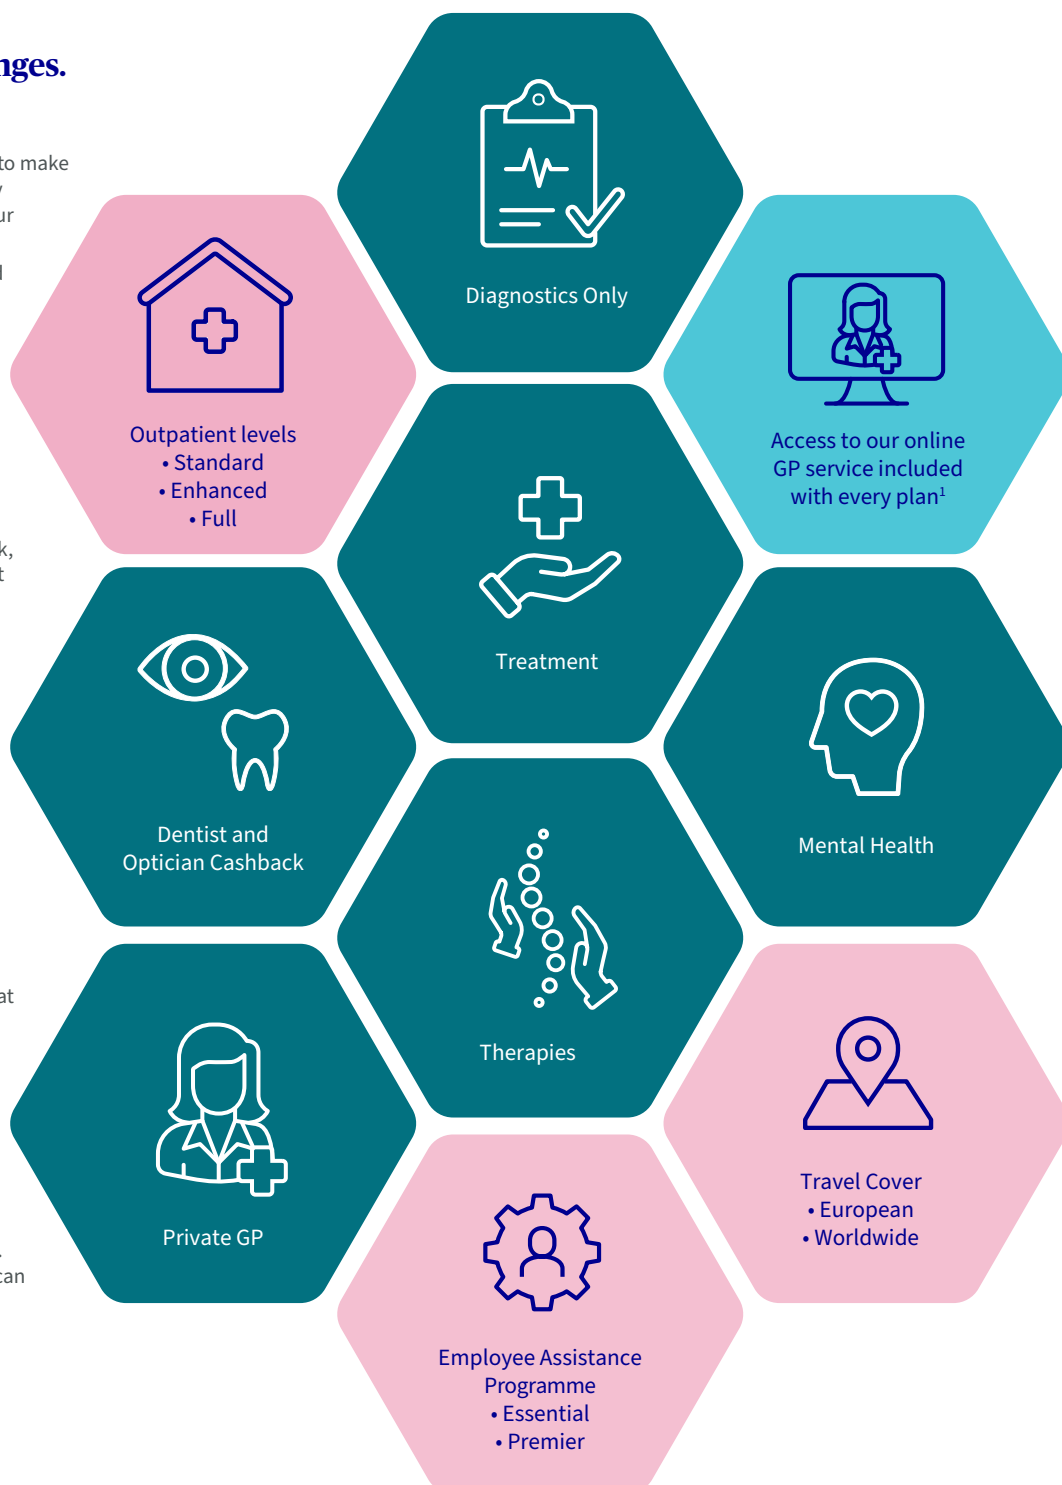 nges.
to make
ur
Diagnostics Only
Outpatient levels
• Standard
• Enhanced
• Full
Access to our online
GP service included
with every plan¹
k,
t
Treatment
Dentist and
Optician Cashback
Mental Health
at
Therapies
Private GP
Travel Cover
• European
• Worldwide
can
Employee Assistance
Programme
• Essential
• Premier